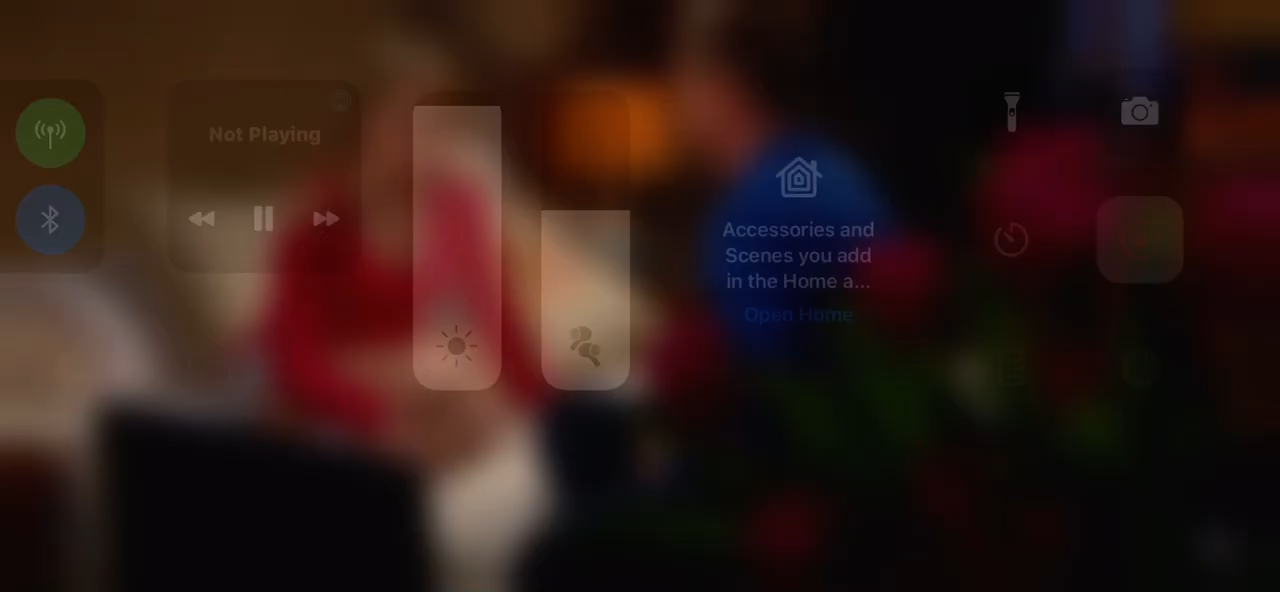 Not Playing
Accessories and
Scenes you add
in the Home a...
Open Home